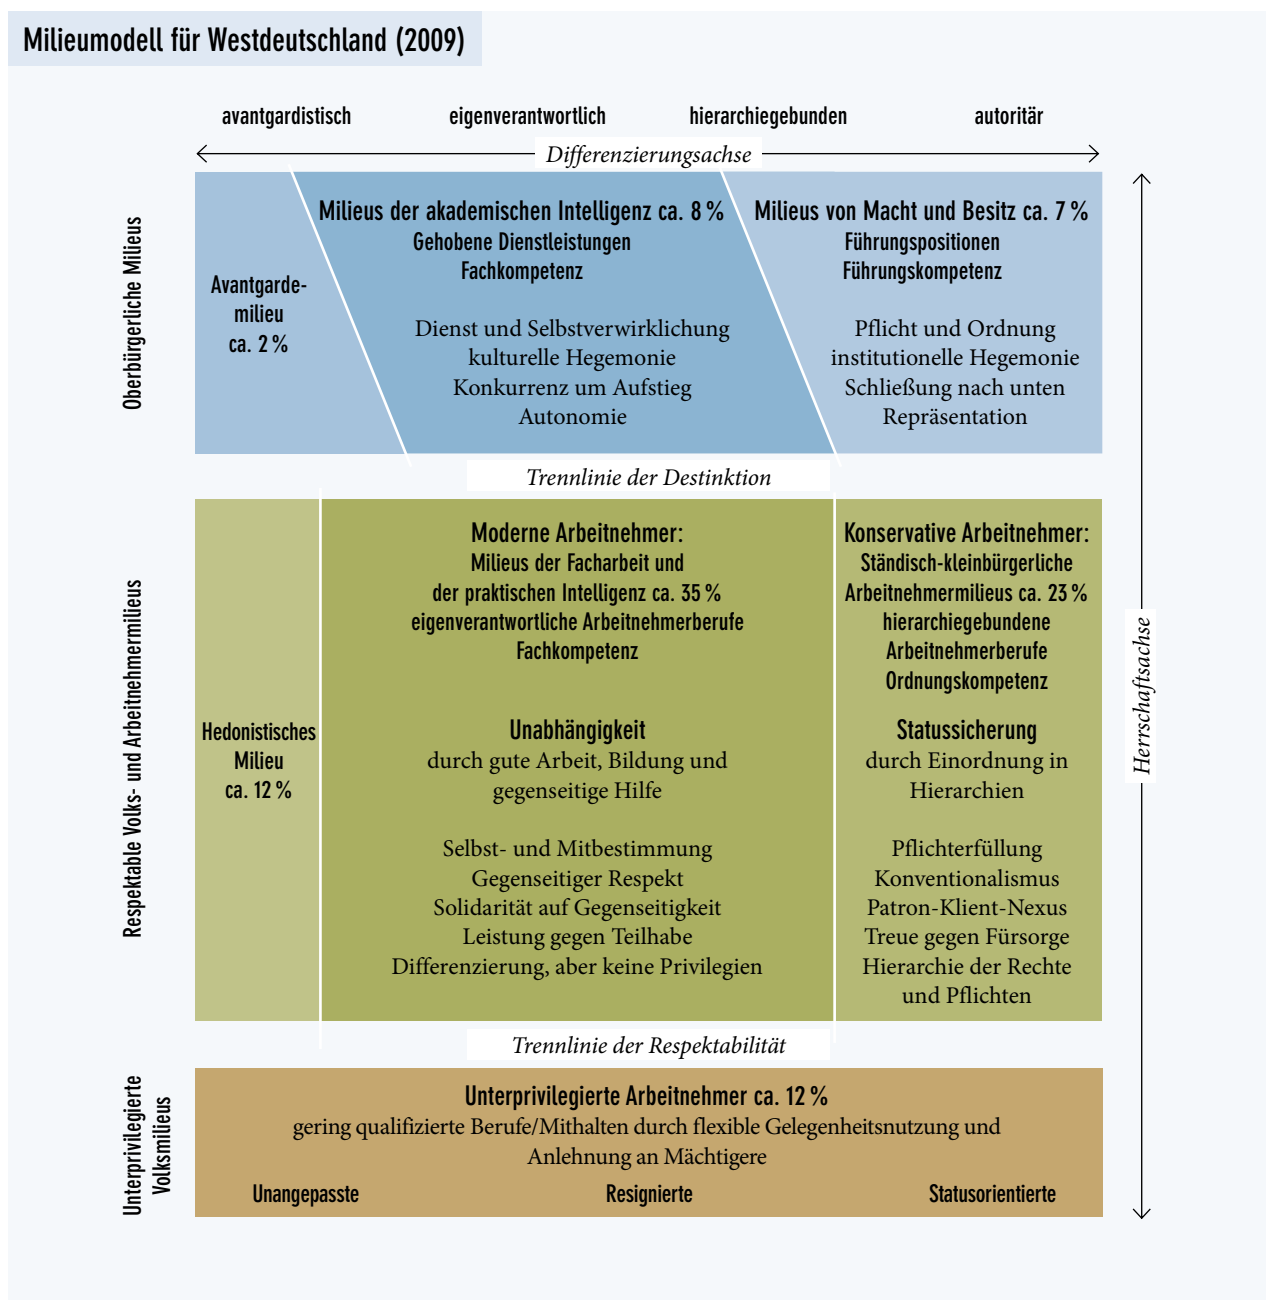 Milieumodell für Westdeutschland (2009)
avantgardistisch
eigenverantwortlich
hierarchiegebunden
autoritär
Differenzierungsachse
Oberbürgerliche Milieus
Avantgarde-
milieu
ca. 2 %
Milieus der akademischen Intelligenz ca. 8 %
Gehobene Dienstleistungen
Fachkompetenz
Dienst und Selbstverwirklichung
kulturelle Hegemonie
Konkurrenz um Aufstieg
Autonomie
Milieus von Macht und Besitz ca. 7 %
Führungspositionen
Führungskompetenz
Pflicht und Ordnung
institutionelle Hegemonie
Schließung nach unten
Repräsentation
Trennlinie der Destinktion
Respektable Volks- und Arbeitnehmermilieus
Hedonistisches
Milieu
ca. 12 %
Moderne Arbeitnehmer:
Milieus der Facharbeit und
der praktischen Intelligenz ca. 35 %
eigenverantwortliche Arbeitnehmerberufe
Fachkompetenz
Unabhängigkeit
durch gute Arbeit, Bildung und
gegenseitige Hilfe
Selbst- und Mitbestimmung
Gegenseitiger Respekt
Solidarität auf Gegenseitigkeit
Leistung gegen Teilhabe
Differenzierung, aber keine Privilegien
Konservative Arbeitnehmer:
Ständisch-kleinbürgerliche
Arbeitnehmermilieus ca. 23 %
hierarchiegebundene
Arbeitnehmerberufe
Ordnungskompetenz
Statussicherung
durch Einordnung in
Hierarchien
Pflichterfüllung
Konventionalismus
Patron-Klient-Nexus
Treue gegen Fürsorge
Hierarchie der Rechte
und Pflichten
Herrschaftsachse
Trennlinie der Respektabilität
Unterprivilegierte
Volksmilieus
Unterprivilegierte Arbeitnehmer ca. 12 %
gering qualifizierte Berufe/Mithalten durch flexible Gelegenheitsnutzung und
Anlehnung an Mächtigere
Unangepasste
Resignierte
Statusorientierte